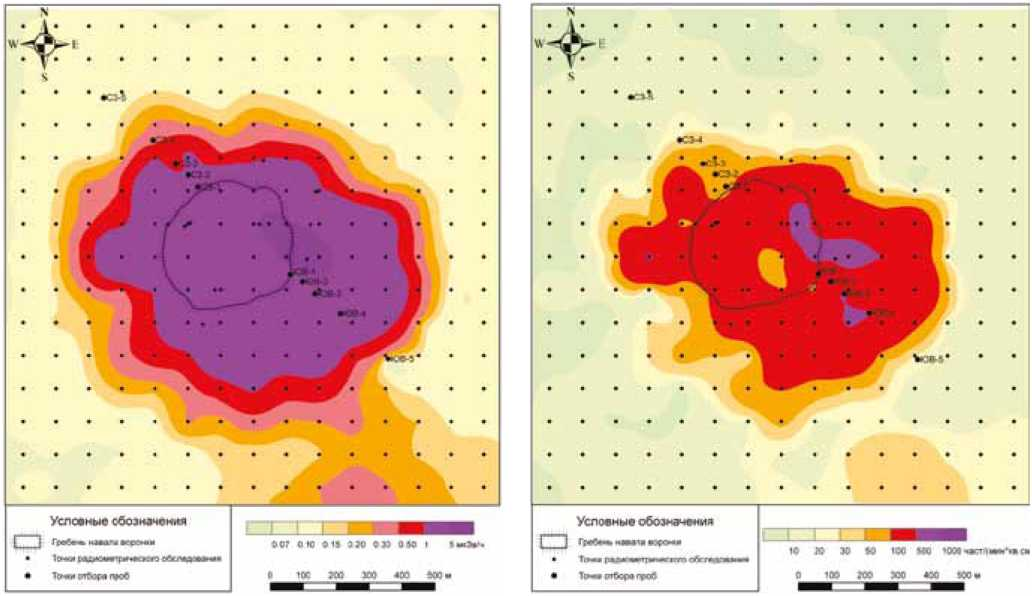 N
W E
S
СЗ-5
СЗ-3
СЗ-2
СЗ-1
ЮВ-1
ЮВ-2
ЮВ-3
ЮВ-4
ЮВ-5
Условные обозначения
Гребень навала воронки
Точки радиометрического обследования
Точки отбора проб
0.07 0.10 0.15 0.20 0.33 0.50 1 5 мкЗв/ч
0 100 200 300 400 500 м
N
W E
S
СЗ-5
СЗ-4
СЗ-3
СЗ-2
ЮВ-5
Условные обозначения
Гребень навала воронки
Точки радиометрического обследования
Точки отбора проб
10 20 30 50 100 500 1000 част/(мин*кв.см
0 100 200 300 400 500 м